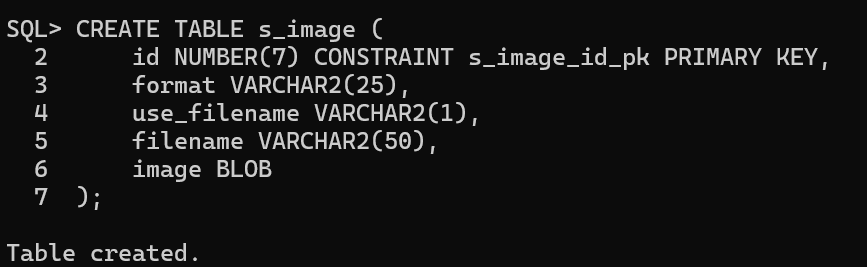 SQL> CREATE TABLE s_image (
  2      id NUMBER(7) CONSTRAINT s_image_id_pk PRIMARY KEY,
  3      format VARCHAR2(25),
  4      use_filename VARCHAR2(1),
  5      filename VARCHAR2(50),
  6      image BLOB
  7  );
Table created.